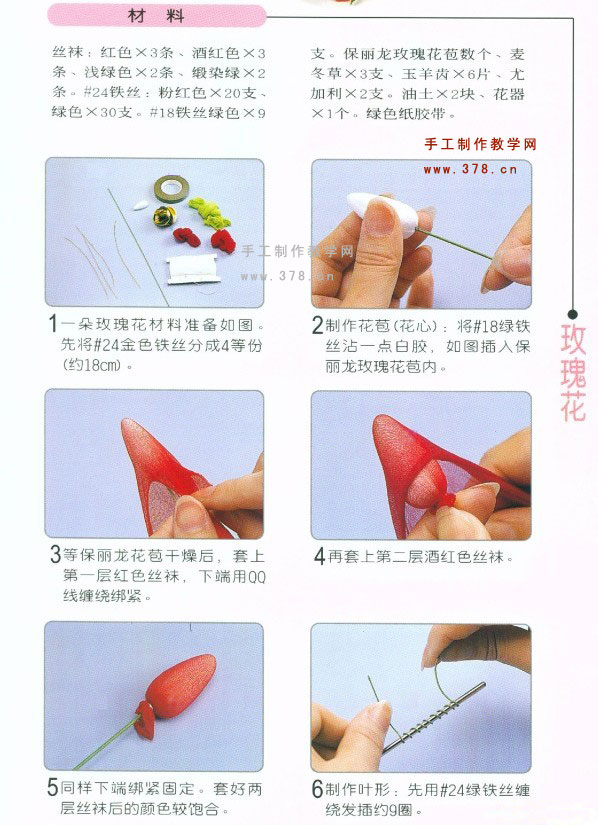 材 料
丝袜：红色×3条、酒红色×3
条、浅绿色×2条、缎染绿×2
条。#24铁丝：粉红色×20支、
绿色×30支。#18铁丝绿色×9
支。保丽龙玫瑰花苞数个、麦
冬草×3支、玉羊齿×6片、尤
加利×2支。油土×2块、花器
×1个。绿色纸胶带。
手工制作教学网
www.378.cn
手工制作教学网
www.378.cn
1一朵玫瑰花材料准备如图。
先将#24金色铁丝分成4等份
(约18cm)。
2制作花苞(花心)：将#18绿铁
丝沾一点白胶，如图插入保
丽龙玫瑰花苞内。
玫瑰花
3等保丽龙花苞干燥后，套上
第一层红色丝袜，下端用QQ
线缠绕绑紧。
4再套上第二层酒红色丝袜。
5同样下端绑紧固定。套好两
层丝袜后的颜色较饱合。
6制作叶形：先用#24绿铁丝缠
绕发插约9圈。